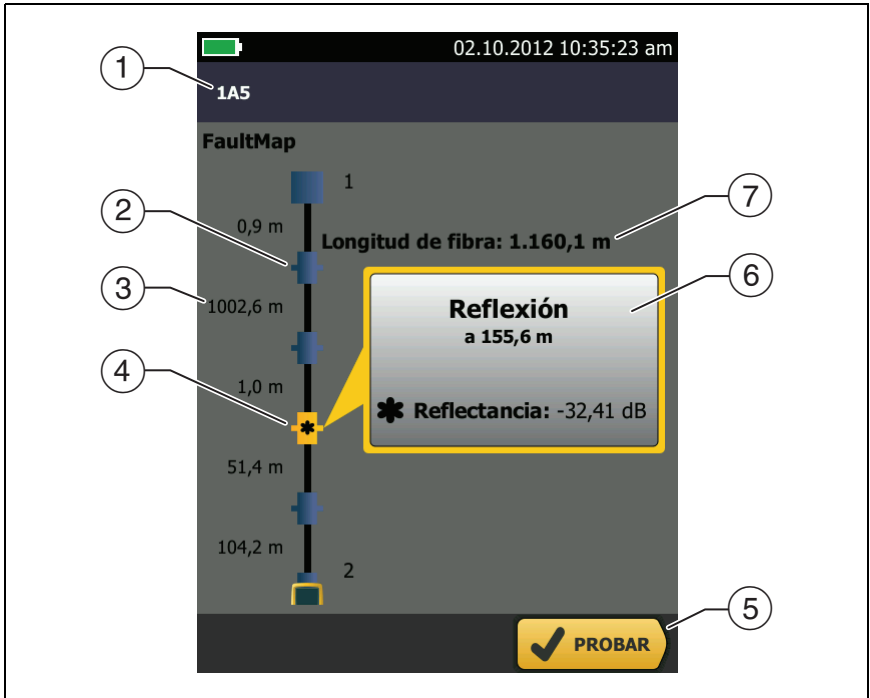 02.10.2012 10:35:23 am
1
1A5
FaultMap
1
2
7
0,9 m
Longitud de fibra: 1.160,1 m
3
6
1002,6 m
Reflexión
a 155,6 m
4
1,0 m
✱ Reflectancia: -32,41 dB
✱
51,4 m
104,2 m
2
5
PROBAR